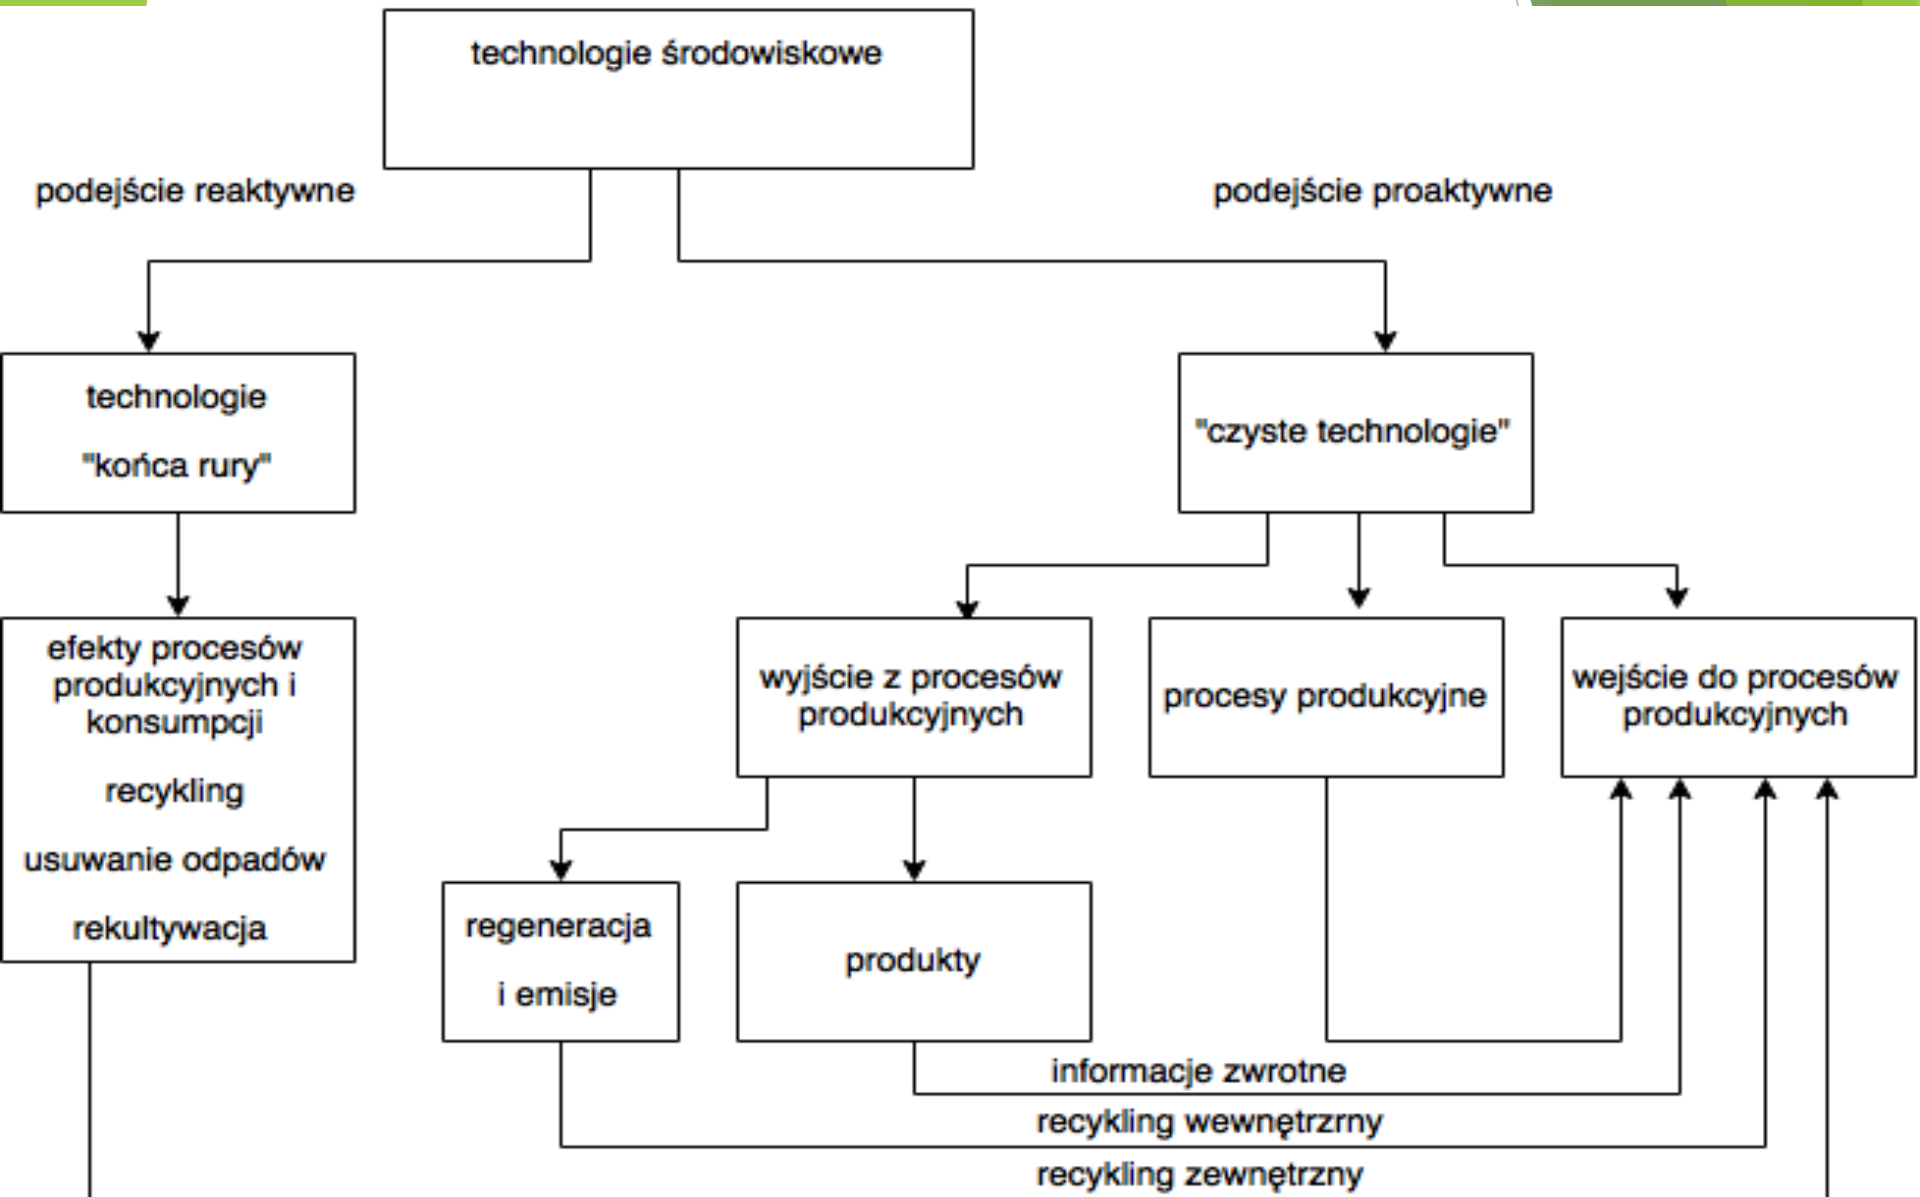 technologie środowiskowe
podejście reaktywne
podejście proaktywne
technologie
"końca rury"
"czyste technologie"
efekty procesów
produkcyjnych i
konsumpcji
recykling
usuwanie odpadów
rekultywacja
wyjście z procesów
produkcyjnych
procesy produkcyjne
wejście do procesów
produkcyjnych
regeneracja
i emisje
produkty
informacje zwrotne
recykling wewnętrzrny
recykling zewnętrzny